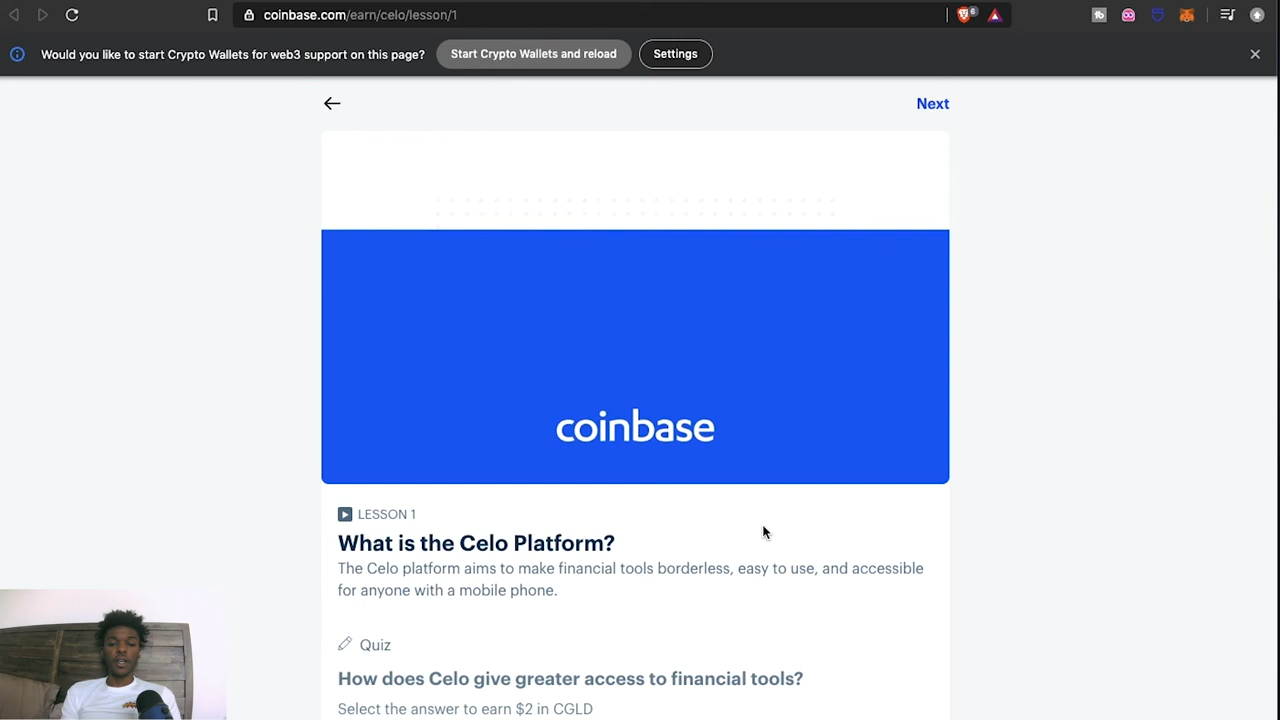 coinbase.com/earn/celo/lesson/1
6
Would you like to start Crypto Wallets for web3 support on this page?
Start Crypto Wallets and reload
Settings
Next
coinbase
LESSON 1
What is the Celo Platform?
The Celo platform aims to make financial tools borderless, easy to use, and accessible
for anyone with a mobile phone.
Quiz
How does Celo give greater access to financial tools?
Select the answer to earn $2 in CGLD